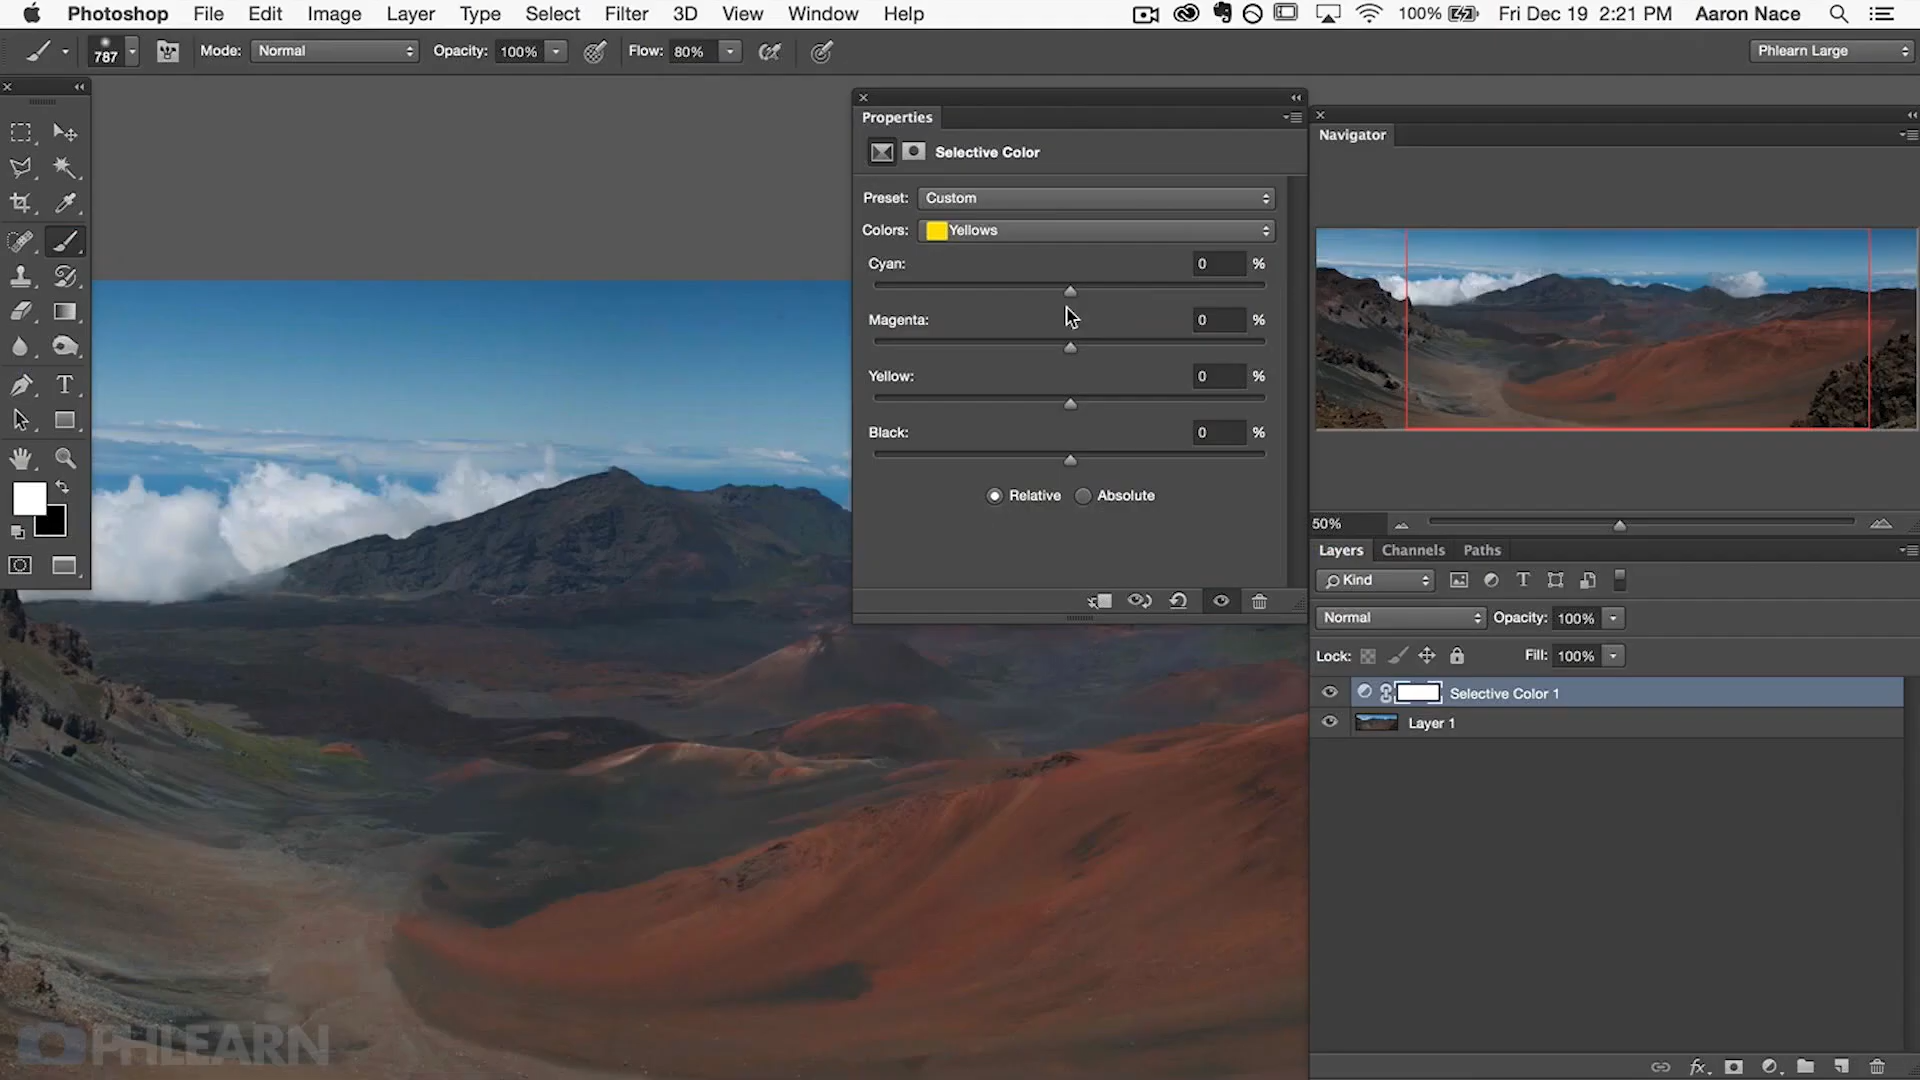 Photoshop File Edit Image Layer Type Select Filter 3D View Window Help 100% Fri Dec 19 2:21 PM Aaron Nace
787 Mode: Normal Opacity: 100% Flow: 80% Phlearn Large
Properties
Selective Color
Preset: Custom
Colors: Yellows
Cyan: 0 %
Magenta: 0 %
Yellow: 0 %
Black: 0 %
Relative Absolute
Navigator
50%
Layers Channels Paths
Kind
Normal Opacity: 100%
Lock: Fill: 100%
Selective Color 1
Layer 1
PHLEARN